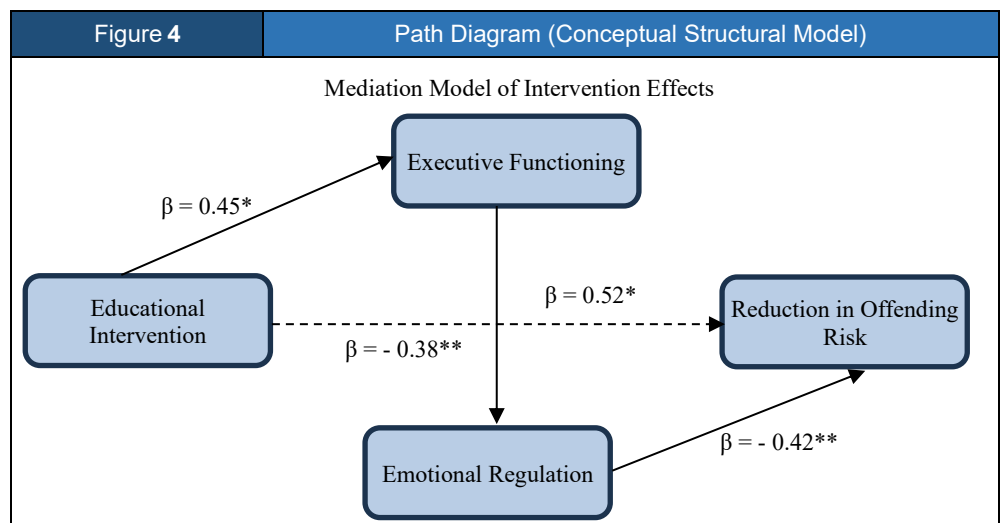 Figure 4
Path Diagram (Conceptual Structural Model)
Mediation Model of Intervention Effects
Executive Functioning
β = 0.45*
Educational
Intervention
β = 0.52*
β = - 0.38**
Reduction in Offending
Risk
Emotional Regulation
β = - 0.42**